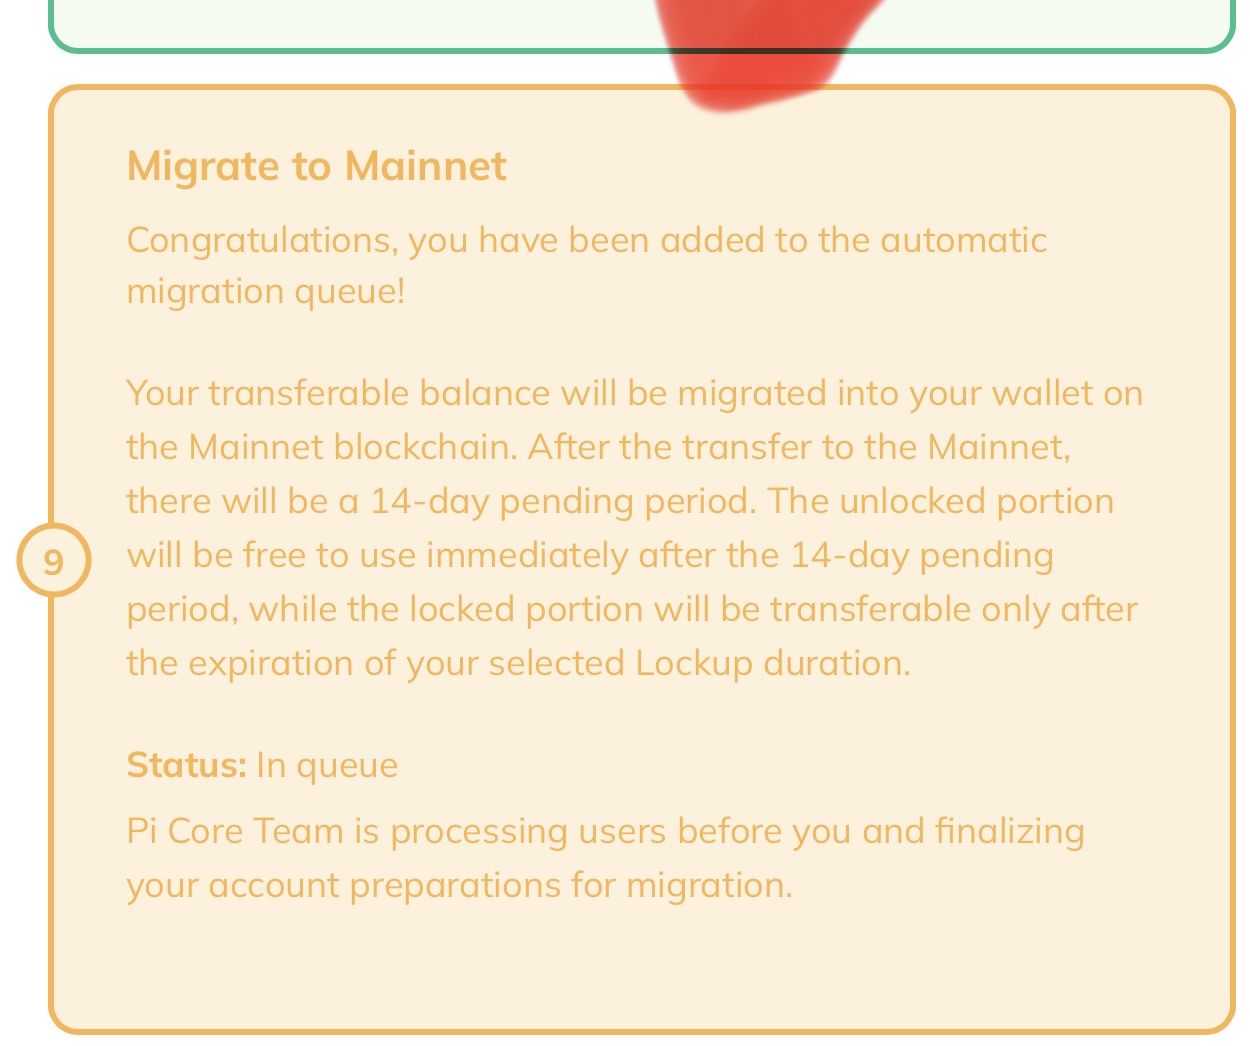 Migrate to Mainnet
Congratulations, you have been added to the automatic
migration queue!
Your transferable balance will be migrated into your wallet on
the Mainnet blockchain. After the transfer to the Mainnet,
there will be a 14-day pending period. The unlocked portion
will be free to use immediately after the 14-day pending
9
period, while the locked portion will be transferable only after
the expiration of your selected Lockup duration.
Status: In queue
Pi Core Team is processing users before you and finalizing
your account preparations for migration.